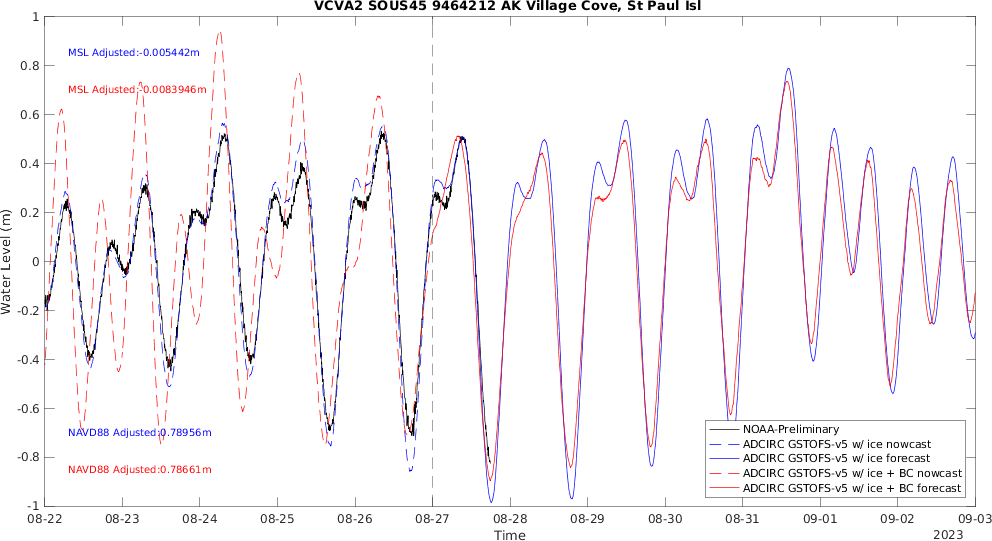 VCVA2 SOUS45 9464212 AK Village Cove, St Paul Isl
1
0.8
0.6
0.4
0.2
0
-0.2
-0.4
-0.6
-0.8
-1
Water Level (m)
MSL Adjusted:-0.005442m
MSL Adjusted:-0.0083946m
NAVD88 Adjusted:0.78956m
NAVD88 Adjusted:0.78661m
NOAA-Preliminary
ADCIRC GSTOFS-v5 w/ ice nowcast
ADCIRC GSTOFS-v5 w/ ice forecast
ADCIRC GSTOFS-v5 w/ ice + BC nowcast
ADCIRC GSTOFS-v5 w/ ice + BC forecast
08-22 08-23 08-24 08-25 08-26 08-27 08-28 08-29 08-30 08-31 09-01 09-02 09-03
Time
2023